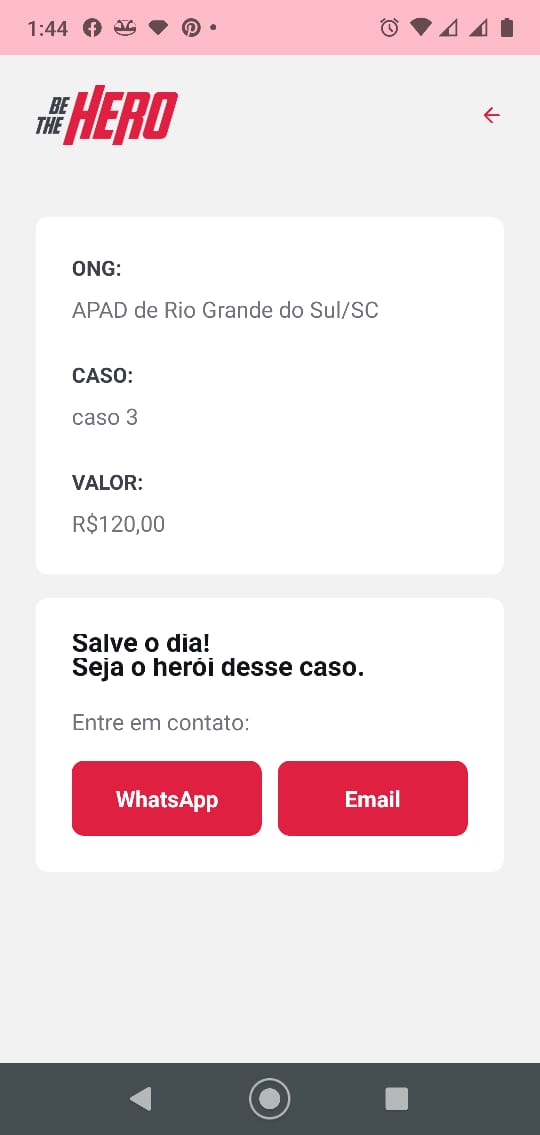 1:44
BE
THE HERO
ONG:
APAD de Rio Grande do Sul/SC
CASO:
caso 3
VALOR:
R$120,00
Salve o dia!
Seja o herói desse caso.
Entre em contato:
WhatsApp Email